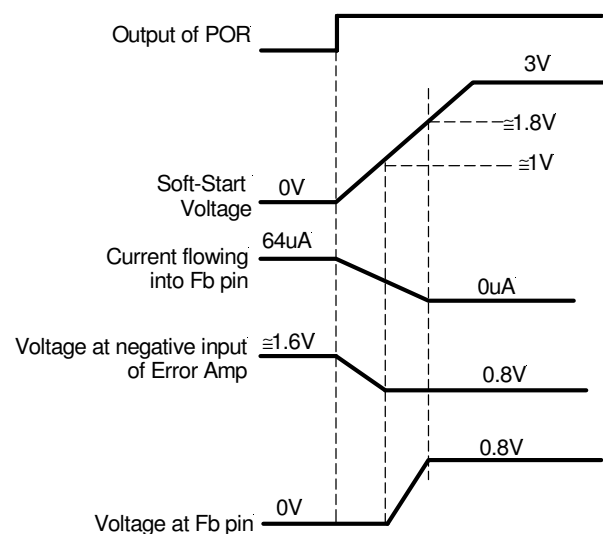 Output of POR
3V
≅1.8V
≅1V
Soft-Start
Voltage
0V
64uA
Current flowing
into Fb pin
0uA
Voltage at negative input
of Error Amp
≅1.6V
0.8V
0.8V
0V
Voltage at Fb pin